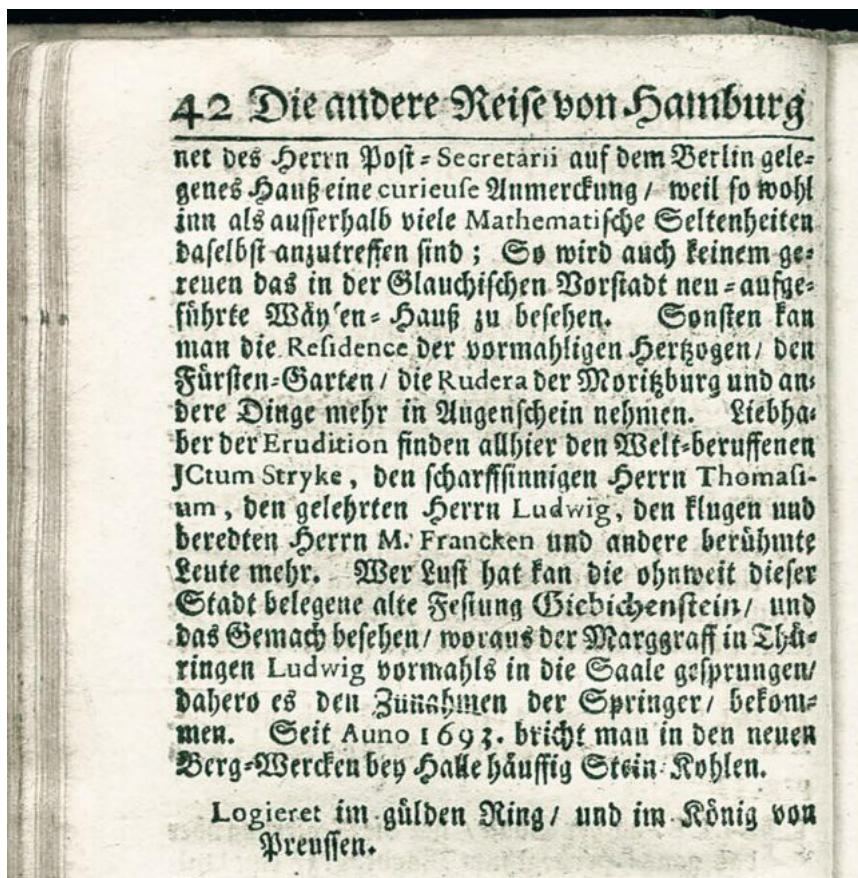 42 Die andere Reise von Hamburg
net des Herrn Post-Secretarii auf dem Berlin gele-
genes Hauß eine curieuse Anmerckung / weil so wohl
inn als ausserhalb viele Mathematische Seltenheiten
daselbst anzutreffen sind ; So wird auch keinem ge-
reuen das in der Glauchischen Vorstadt neu-aufge-
führte Wäy'en-Hauß zu besehen. Sonsten kan
man die Residence der vormahligen Hertzogen / den
Fürsten-Garten / die Rudera der Moritzburg und an-
dere Dinge mehr in Augenschein nehmen. Liebha-
ber der Erudition finden allhier den Welt-beruffenen
JCtum Stryke , den scharffsinnigen Herrn Thomasi-
um , den gelehrten Herrn Ludwig, den klugen und
beredten Herrn M. Francken und andere berühmte
Leute mehr. Wer Lust hat kan die ohnweit dieser
Stadt belegene alte Festung Giebichenstein / und
das Gemach besehen / woraus der Marggraff in Thü-
ringen Ludwig vormahls in die Saale gesprungen /
dahero es den Zunahmen der Springer / bekom-
men. Seit Anno 1693. bricht man in den neuen
Berg-Wercken bey Halle häuffig Stein-Kohlen.
Logieret im gülden Ring / und im König von
Preussen.